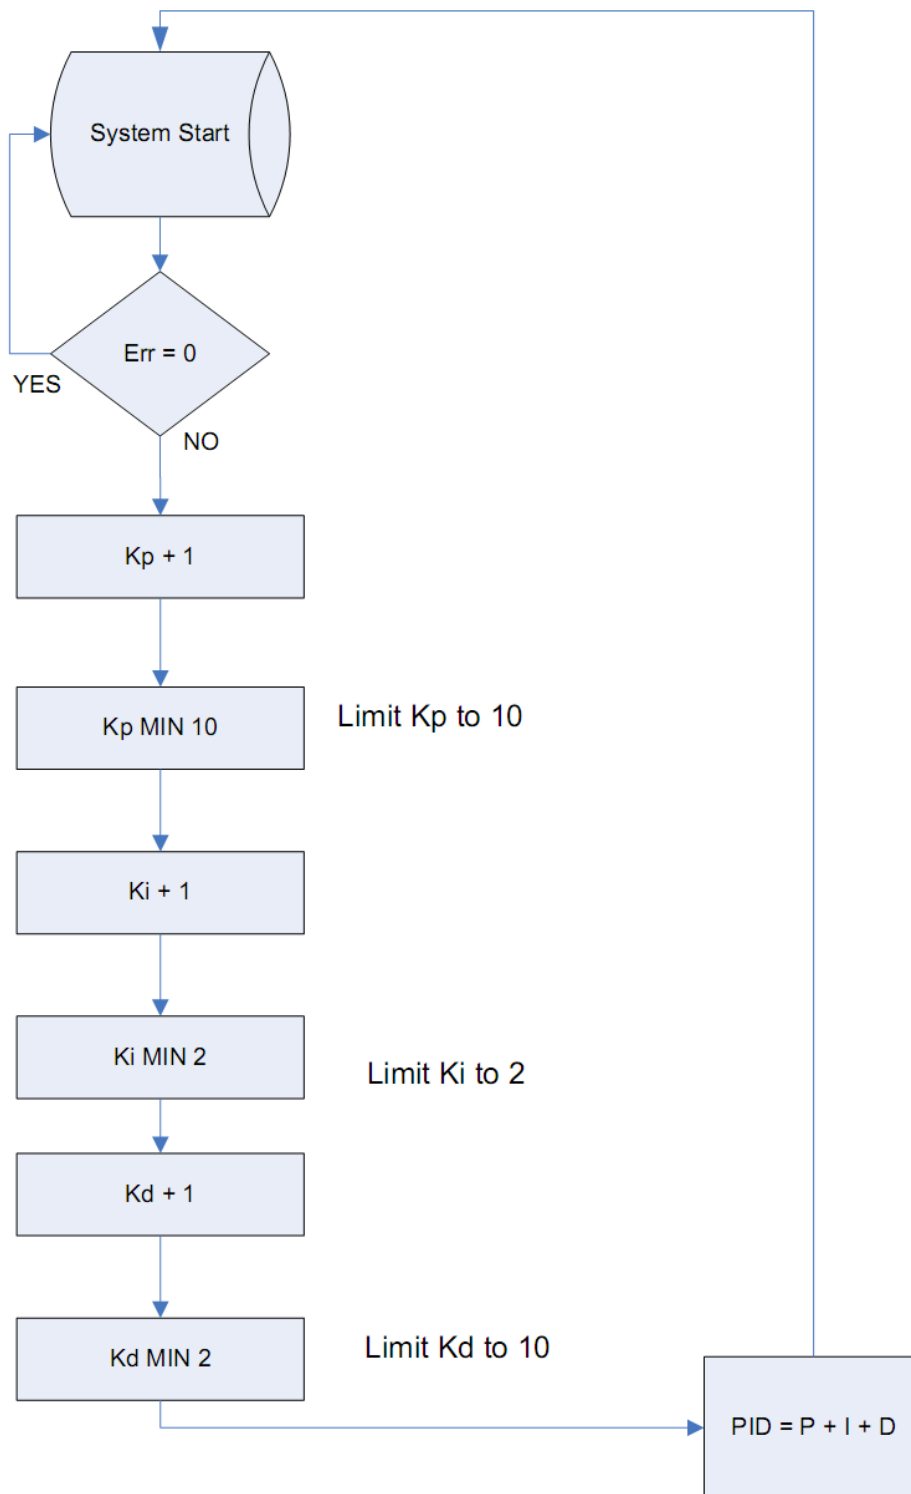 System Start
Err = 0
YES
NO
Kp + 1
Kp MIN 10
Limit Kp to 10
Ki + 1
Ki MIN 2
Limit Ki to 2
Kd + 1
Kd MIN 2
Limit Kd to 10
PID = P + I + D